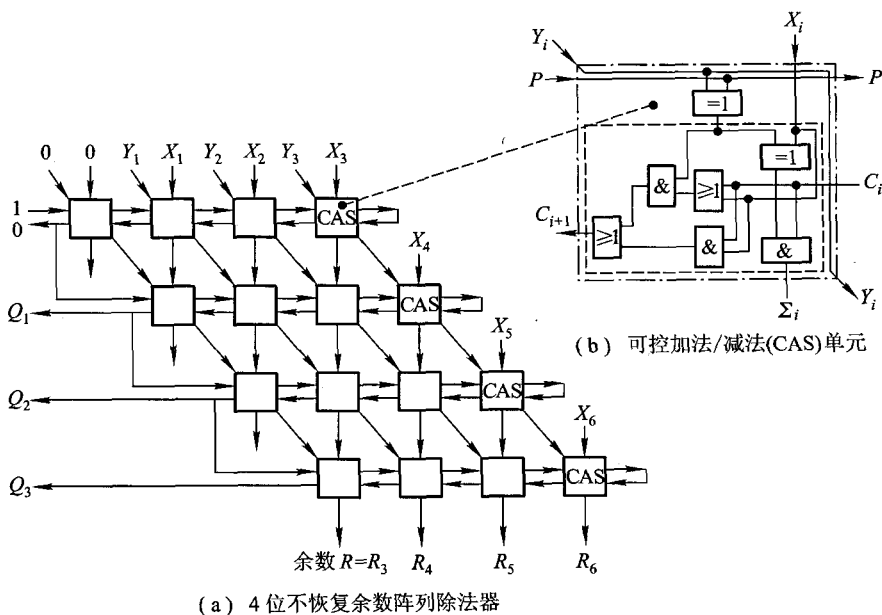 Y_i
X_i
P
P
=1
=1
&
≥1
C_i
C_{i+1}
≥1
&
&
Σ_i
Y_i
(b) 可控加法/减法(CAS)单元
0 0 Y_1 X_1 Y_2 X_2 Y_3 X_3
1
0
CAS
X_4
CAS
Q_1
X_5
CAS
Q_2
X_6
CAS
Q_3
余数 R=R_3 R_4 R_5 R_6
(a) 4 位不恢复余数阵列除法器